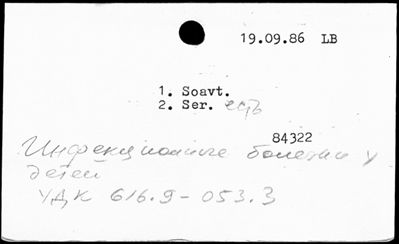 19.09.86 LB
1. Soavt.
2. Ser. есть
84322
Инфекционные болезни у
детей
УДК 616.9-053.3